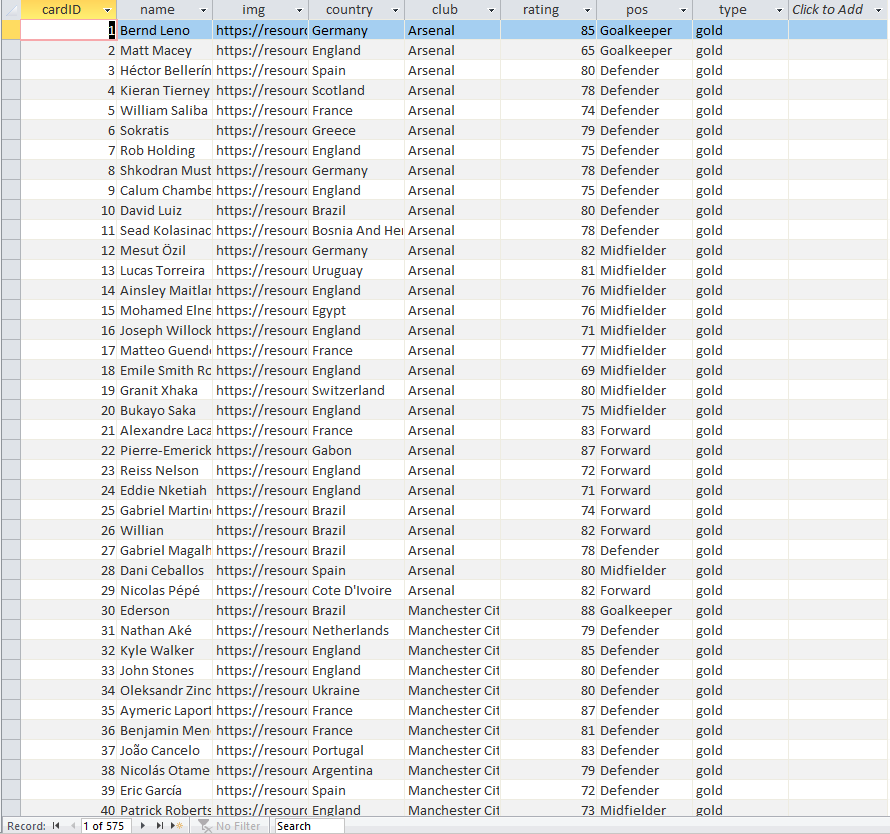 cardID name img country club rating pos type Click to Add
1 Bernd Leno https://resourc Germany Arsenal 85 Goalkeeper gold
2 Matt Macey https://resourc England Arsenal 65 Goalkeeper gold
3 Héctor Bellerín https://resourc Spain Arsenal 80 Defender gold
4 Kieran Tierney https://resourc Scotland Arsenal 78 Defender gold
5 William Saliba https://resourc France Arsenal 74 Defender gold
6 Sokratis https://resourc Greece Arsenal 79 Defender gold
7 Rob Holding https://resourc England Arsenal 75 Defender gold
8 Shkodran Must https://resourc Germany Arsenal 78 Defender gold
9 Calum Chambe https://resourc England Arsenal 75 Defender gold
10 David Luiz https://resourc Brazil Arsenal 80 Defender gold
11 Sead Kolasinac https://resourc Bosnia And Her Arsenal 78 Defender gold
12 Mesut Özil https://resourc Germany Arsenal 82 Midfielder gold
13 Lucas Torreira https://resourc Uruguay Arsenal 81 Midfielder gold
14 Ainsley Maitlan https://resourc England Arsenal 76 Midfielder gold
15 Mohamed Elne https://resourc Egypt Arsenal 76 Midfielder gold
16 Joseph Willock https://resourc England Arsenal 71 Midfielder gold
17 Matteo Guendo https://resourc France Arsenal 77 Midfielder gold
18 Emile Smith Ro https://resourc England Arsenal 69 Midfielder gold
19 Granit Xhaka https://resourc Switzerland Arsenal 80 Midfielder gold
20 Bukayo Saka https://resourc England Arsenal 75 Midfielder gold
21 Alexandre Laca https://resourc France Arsenal 83 Forward gold
22 Pierre-Emerick https://resourc Gabon Arsenal 87 Forward gold
23 Reiss Nelson https://resourc England Arsenal 72 Forward gold
24 Eddie Nketiah https://resourc England Arsenal 71 Forward gold
25 Gabriel Martine https://resourc Brazil Arsenal 74 Forward gold
26 Willian https://resourc Brazil Arsenal 82 Forward gold
27 Gabriel Magalh https://resourc Brazil Arsenal 78 Defender gold
28 Dani Ceballos https://resourc Spain Arsenal 80 Midfielder gold
29 Nicolas Pépé https://resourc Cote D'Ivoire Arsenal 82 Forward gold
30 Ederson https://resourc Brazil Manchester Cit 88 Goalkeeper gold
31 Nathan Aké https://resourc Netherlands Manchester Cit 79 Defender gold
32 Kyle Walker https://resourc England Manchester Cit 85 Defender gold
33 John Stones https://resourc England Manchester Cit 80 Defender gold
34 Oleksandr Zinc https://resourc Ukraine Manchester Cit 80 Defender gold
35 Aymeric Laport https://resourc France Manchester Cit 87 Defender gold
36 Benjamin Men https://resourc France Manchester Cit 81 Defender gold
37 João Cancelo https://resourc Portugal Manchester Cit 83 Defender gold
38 Nicolás Otame https://resourc Argentina Manchester Cit 79 Defender gold
39 Eric García https://resourc Spain Manchester Cit 72 Defender gold
40 Patrick Roberts https://resourc England Manchester Cit 73 Midfielder gold
Record: 1 of 575 No Filter Search